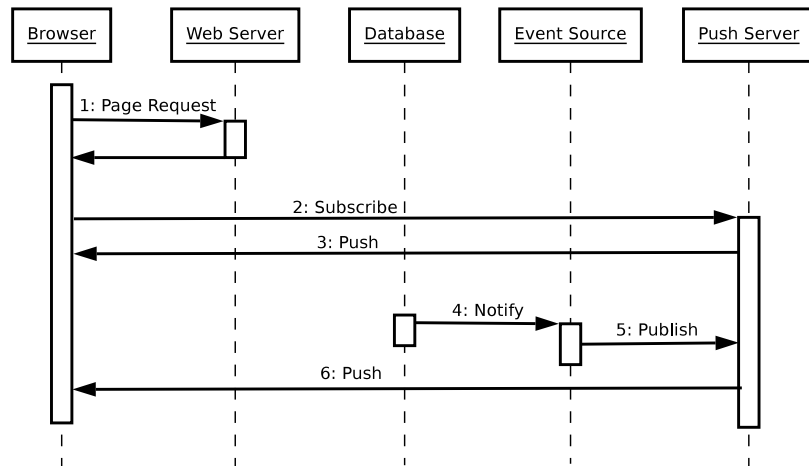 Browser
Web Server
Database
Event Source
Push Server
1: Page Request
2: Subscribe
3: Push
4: Notify
5: Publish
6: Push